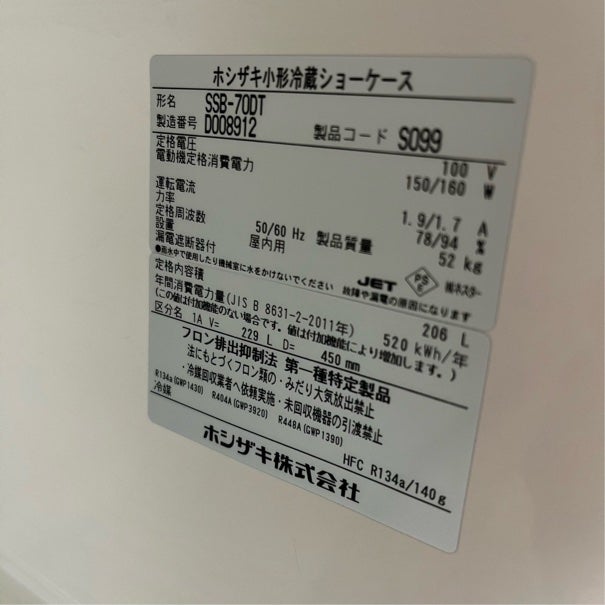 ホシザキ小形冷蔵ショーケース
形名 SSB-70DT
製造番号 D008912 製品コード S099
定格電圧 100 V
電動機定格消費電力 150/160 W
運転電流 1.9/1.7 A
力率 78/94 %
定格周波数 50/60 Hz 製品質量 52 kg
設置 屋内用
漏電遮断器付
●雨水中で使用したり機械室に水をかけないでください 故障や漏電の原因になります
JET PS E ㈱ネスター
定格内容積 206 L
年間消費電力量(JIS B 8631-2-2011年) 520 kWh/年
(この値は付加機能のない場合です。値は付加機能により増加します。)
区分名 1A V= 229 L D= 450 mm
フロン排出抑制法 第一種特定製品
法にもとづくフロン類の・みだり大気放出禁止
・冷媒回収業者へ依頼実施・未回収機器の引渡禁止
R134a(GWP1430) R404A(GWP3920) R448A(GWP1390)
冷媒 HFC R134a/140g
ホシザキ株式会社